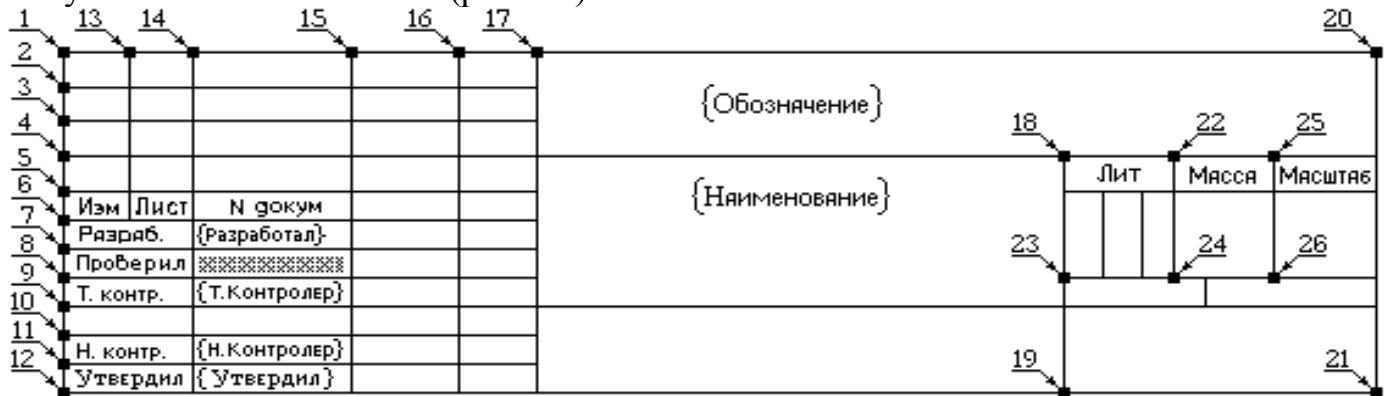 1 13 14 15 16 17 20
2
3
{Обозначение}
4 18 22 25
5
Лит Масса Масштаб
6
{Наименование}
Изм Лист N докум
7
Разраб. {Разработал}
8 23 24 26
Проверил
9
Т. контр. {Т.Контролер}
10
11
Н. контр. {Н.Контролер}
12 19 21
Утвердил {Утвердил}